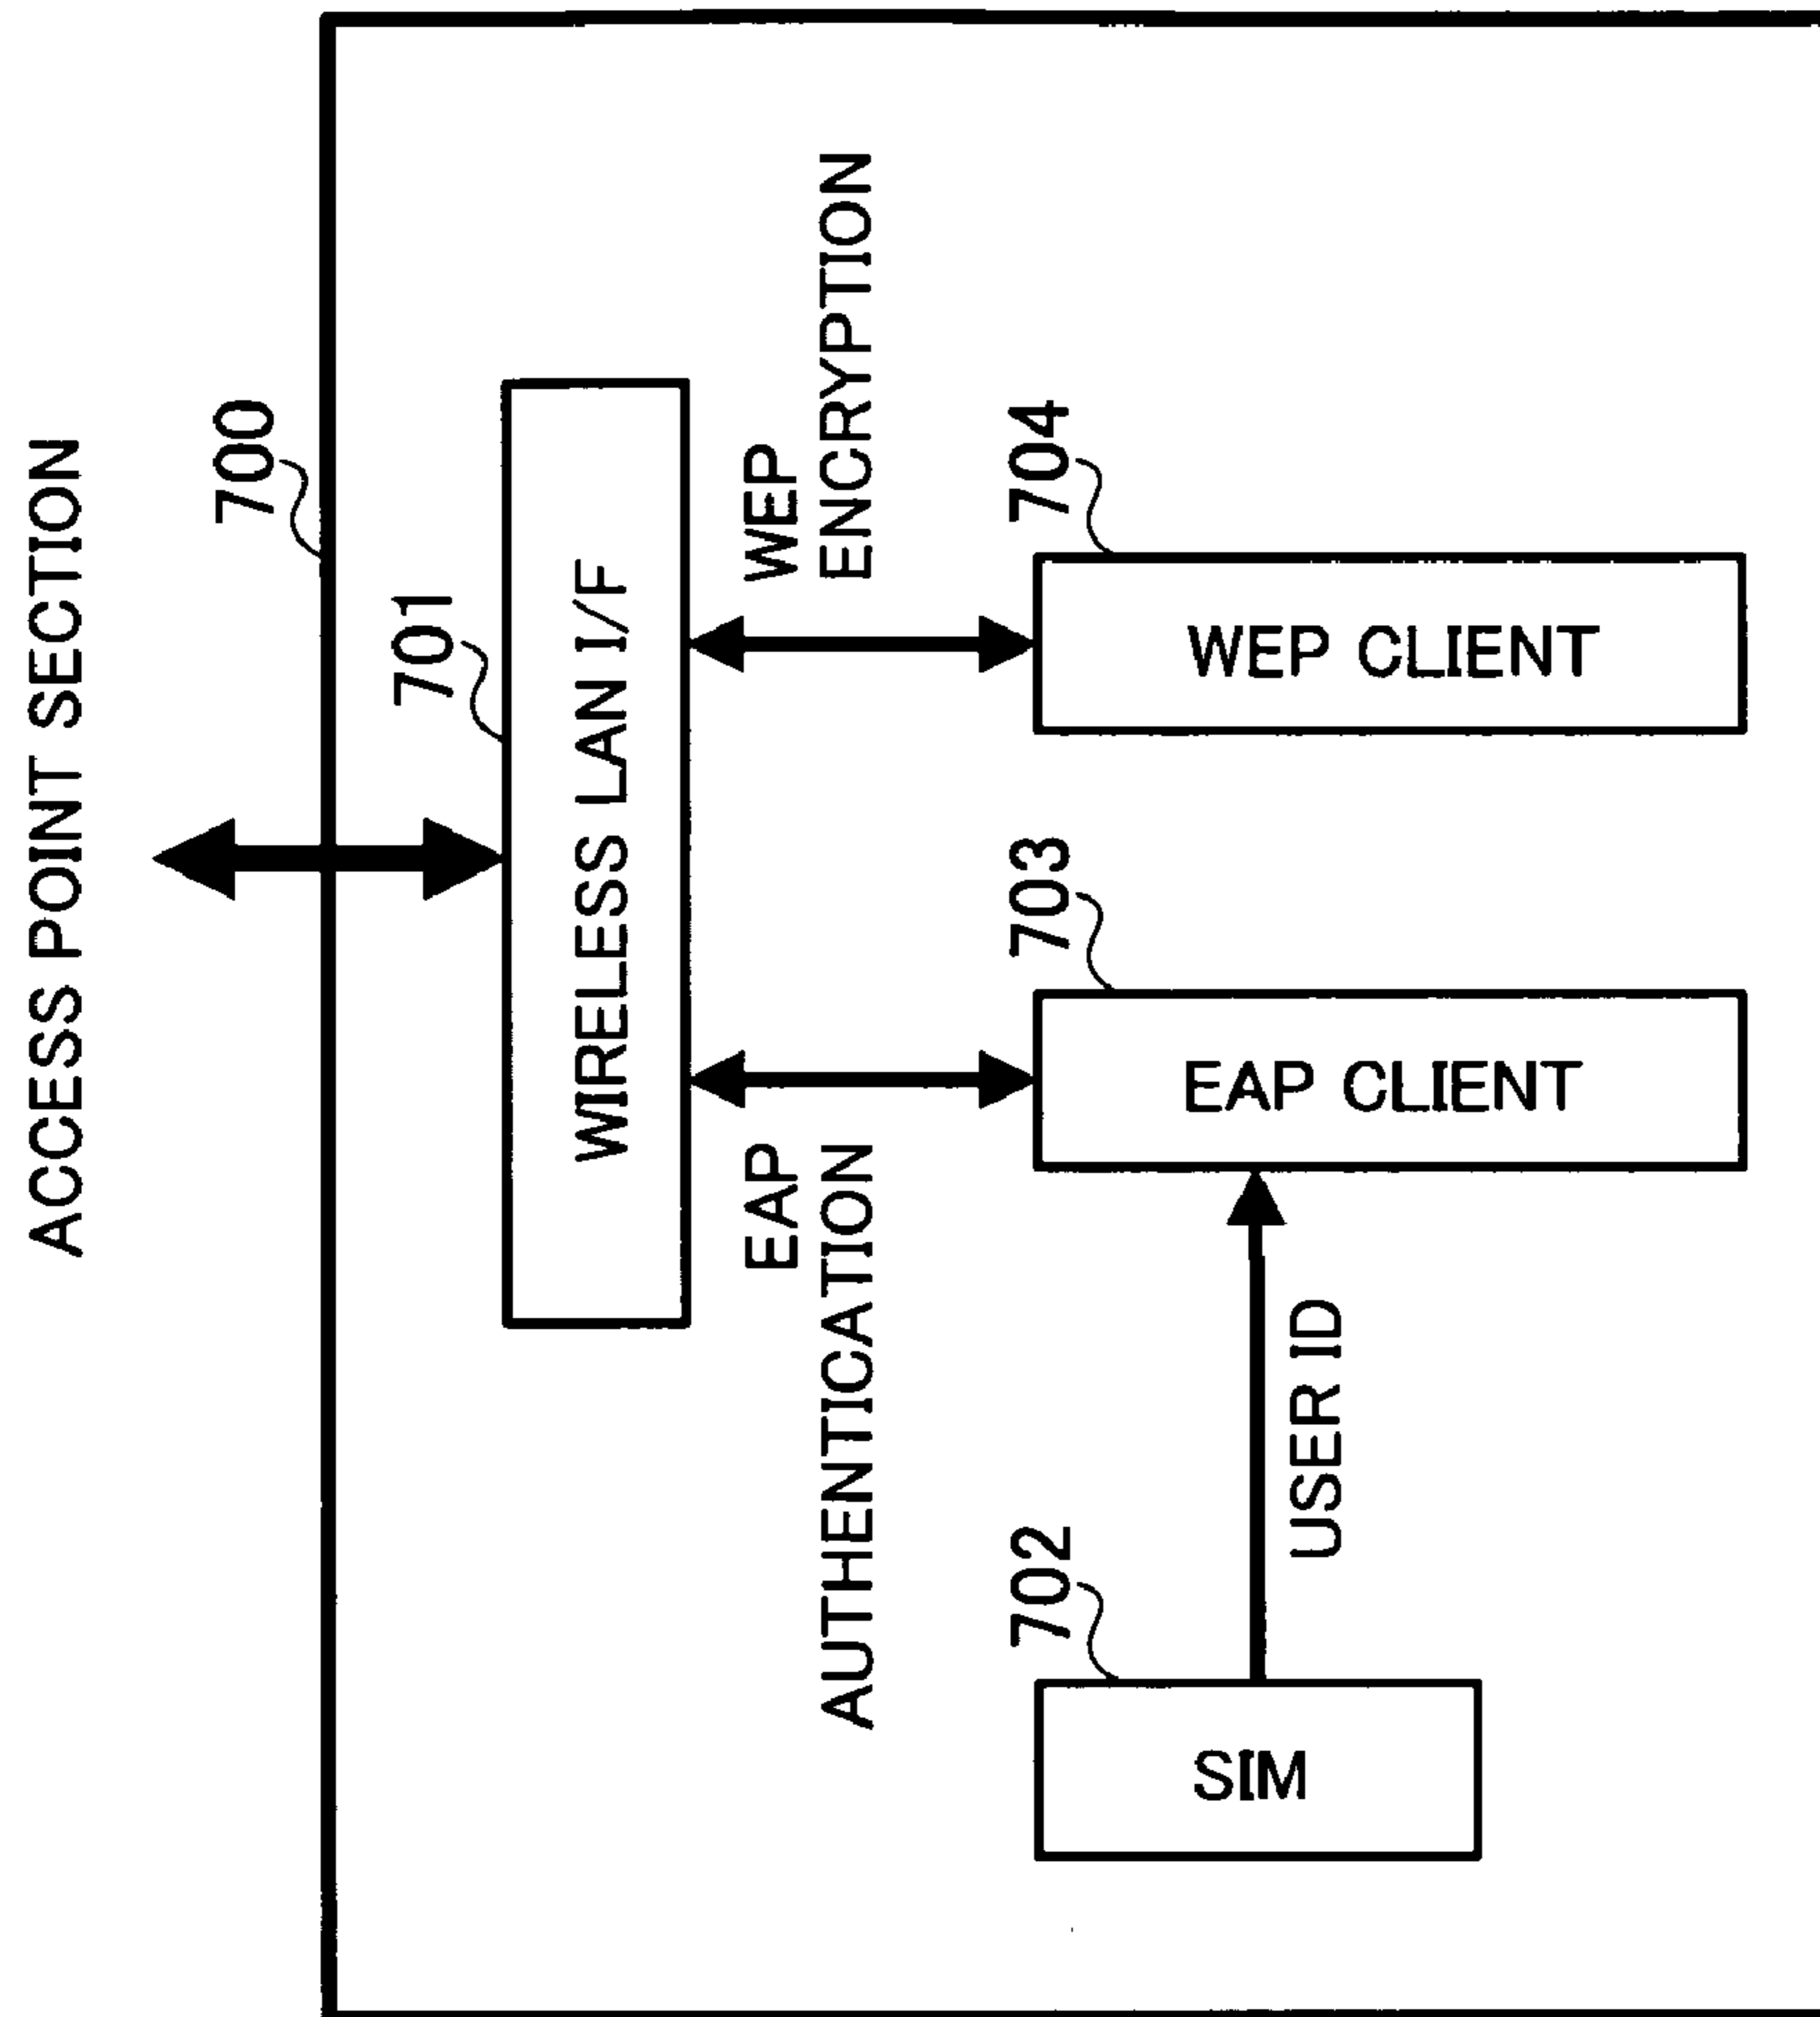 ACCESS POINT SECTION
700
701
WIRELESS LAN I/F
EAP
AUTHENTICATION
WEP
ENCRYPTION
702
703
704
SIM
USER ID
EAP CLIENT
WEP CLIENT